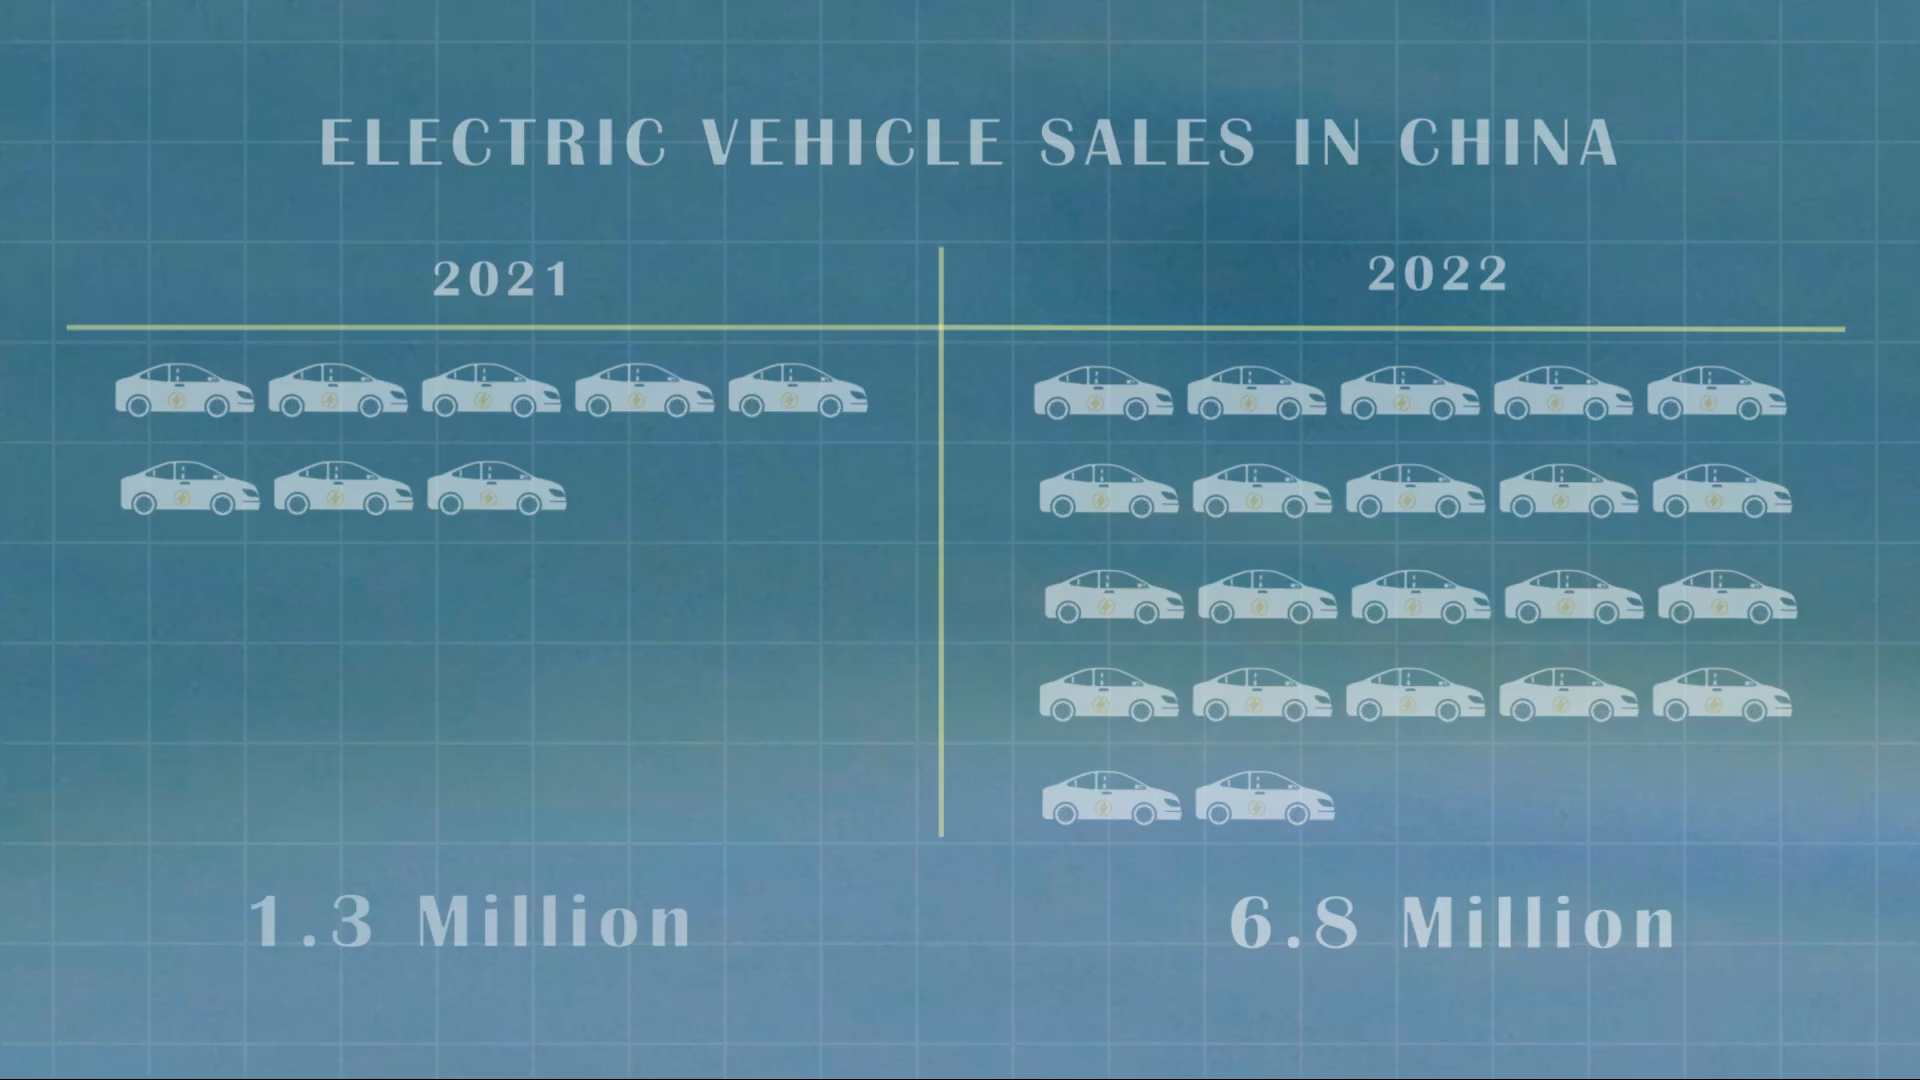 ELECTRIC VEHICLE SALES IN CHINA
2021
2022
1.3 Million
6.8 Million